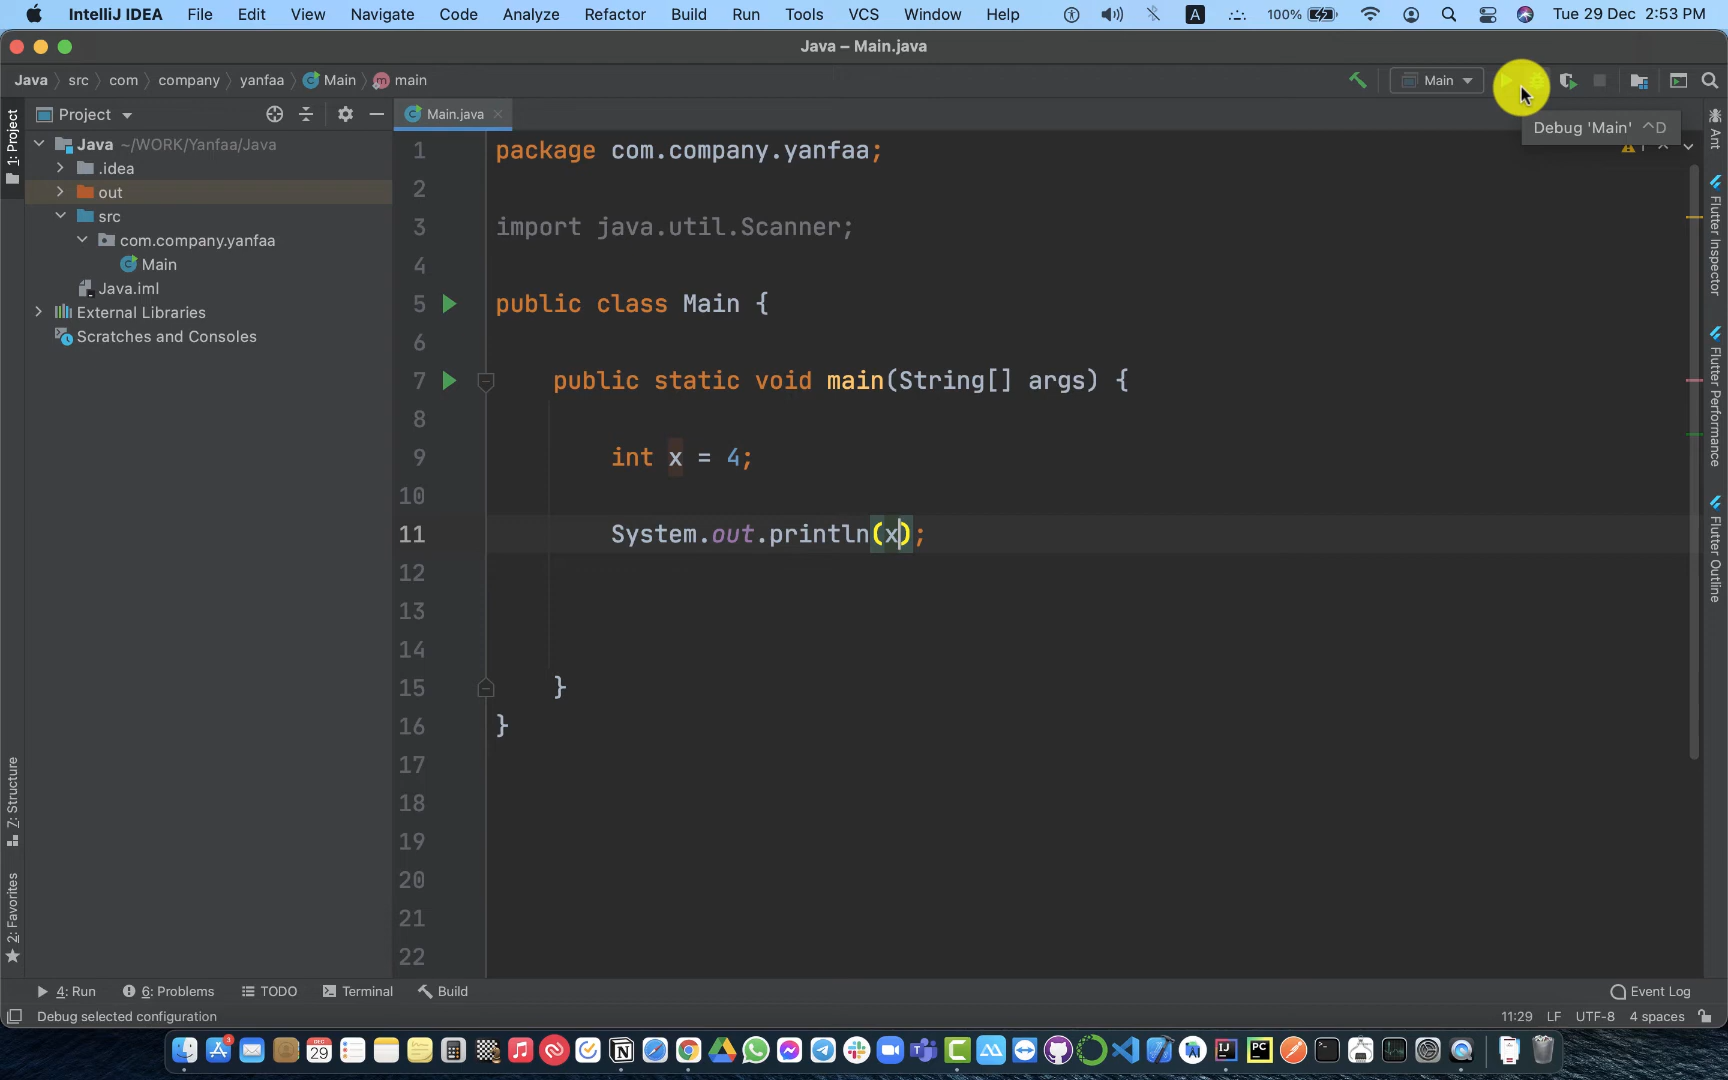 IntelliJ IDEA File Edit View Navigate Code Analyze Refactor Build Run Tools VCS Window Help A 100% Tue 29 Dec 2:53 PM
Java – Main.java
Java src com company yanfaa Main main Main
Project Main.java
Debug 'Main' ^D
Java ~/WORK/Yanfaa/Java
.idea
out
src
com.company.yanfaa
Main
Java.iml
External Libraries
Scratches and Consoles
1: Project
Z: Structure
2: Favorites
1 package com.company.yanfaa;
2
3 import java.util.Scanner;
4
5 public class Main {
6
7 public static void main(String[] args) {
8
9 int x = 4;
10
11 System.out.println(x);
12
13
14
15 }
16 }
17
18
19
20
21
22
Ant
Flutter Inspector
Flutter Performance
Flutter Outline
4: Run 6: Problems TODO Terminal Build Event Log
Debug selected configuration 11:29 LF UTF-8 4 spaces
3
DEC
29
IJ
PC